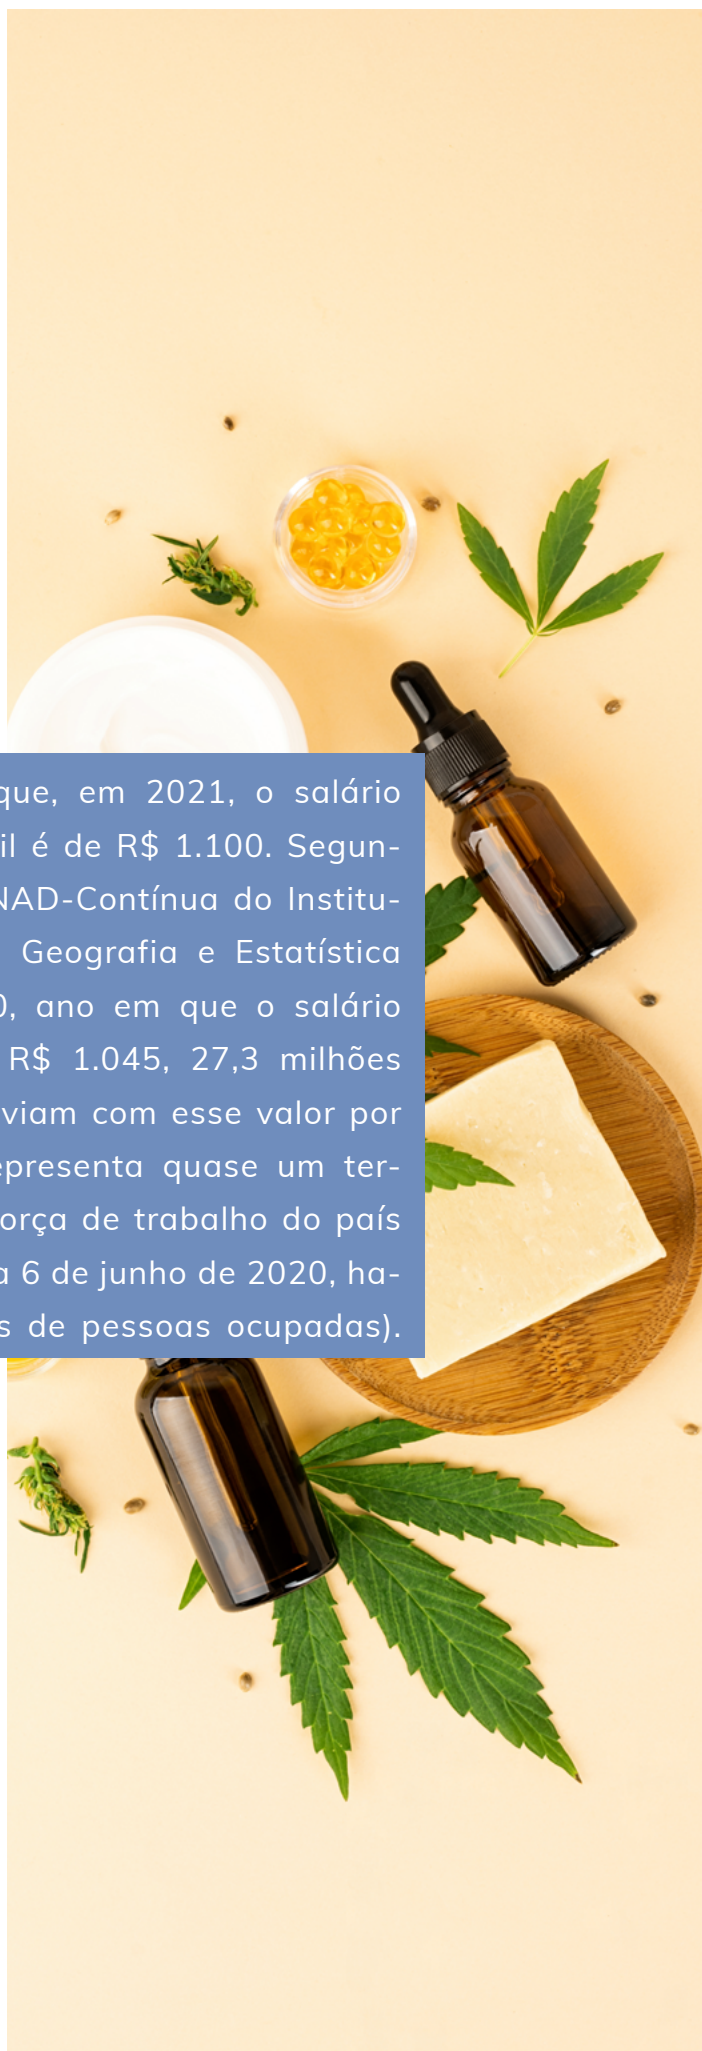 que, em 2021, o salário
il é de R$ 1.100. Segun-
NAD-Contínua do Institu-
Geografia e Estatística
0, ano em que o salário
R$ 1.045, 27,3 milhões
viam com esse valor por
epresenta quase um ter-
orça de trabalho do país
a 6 de junho de 2020, ha-
s de pessoas ocupadas).